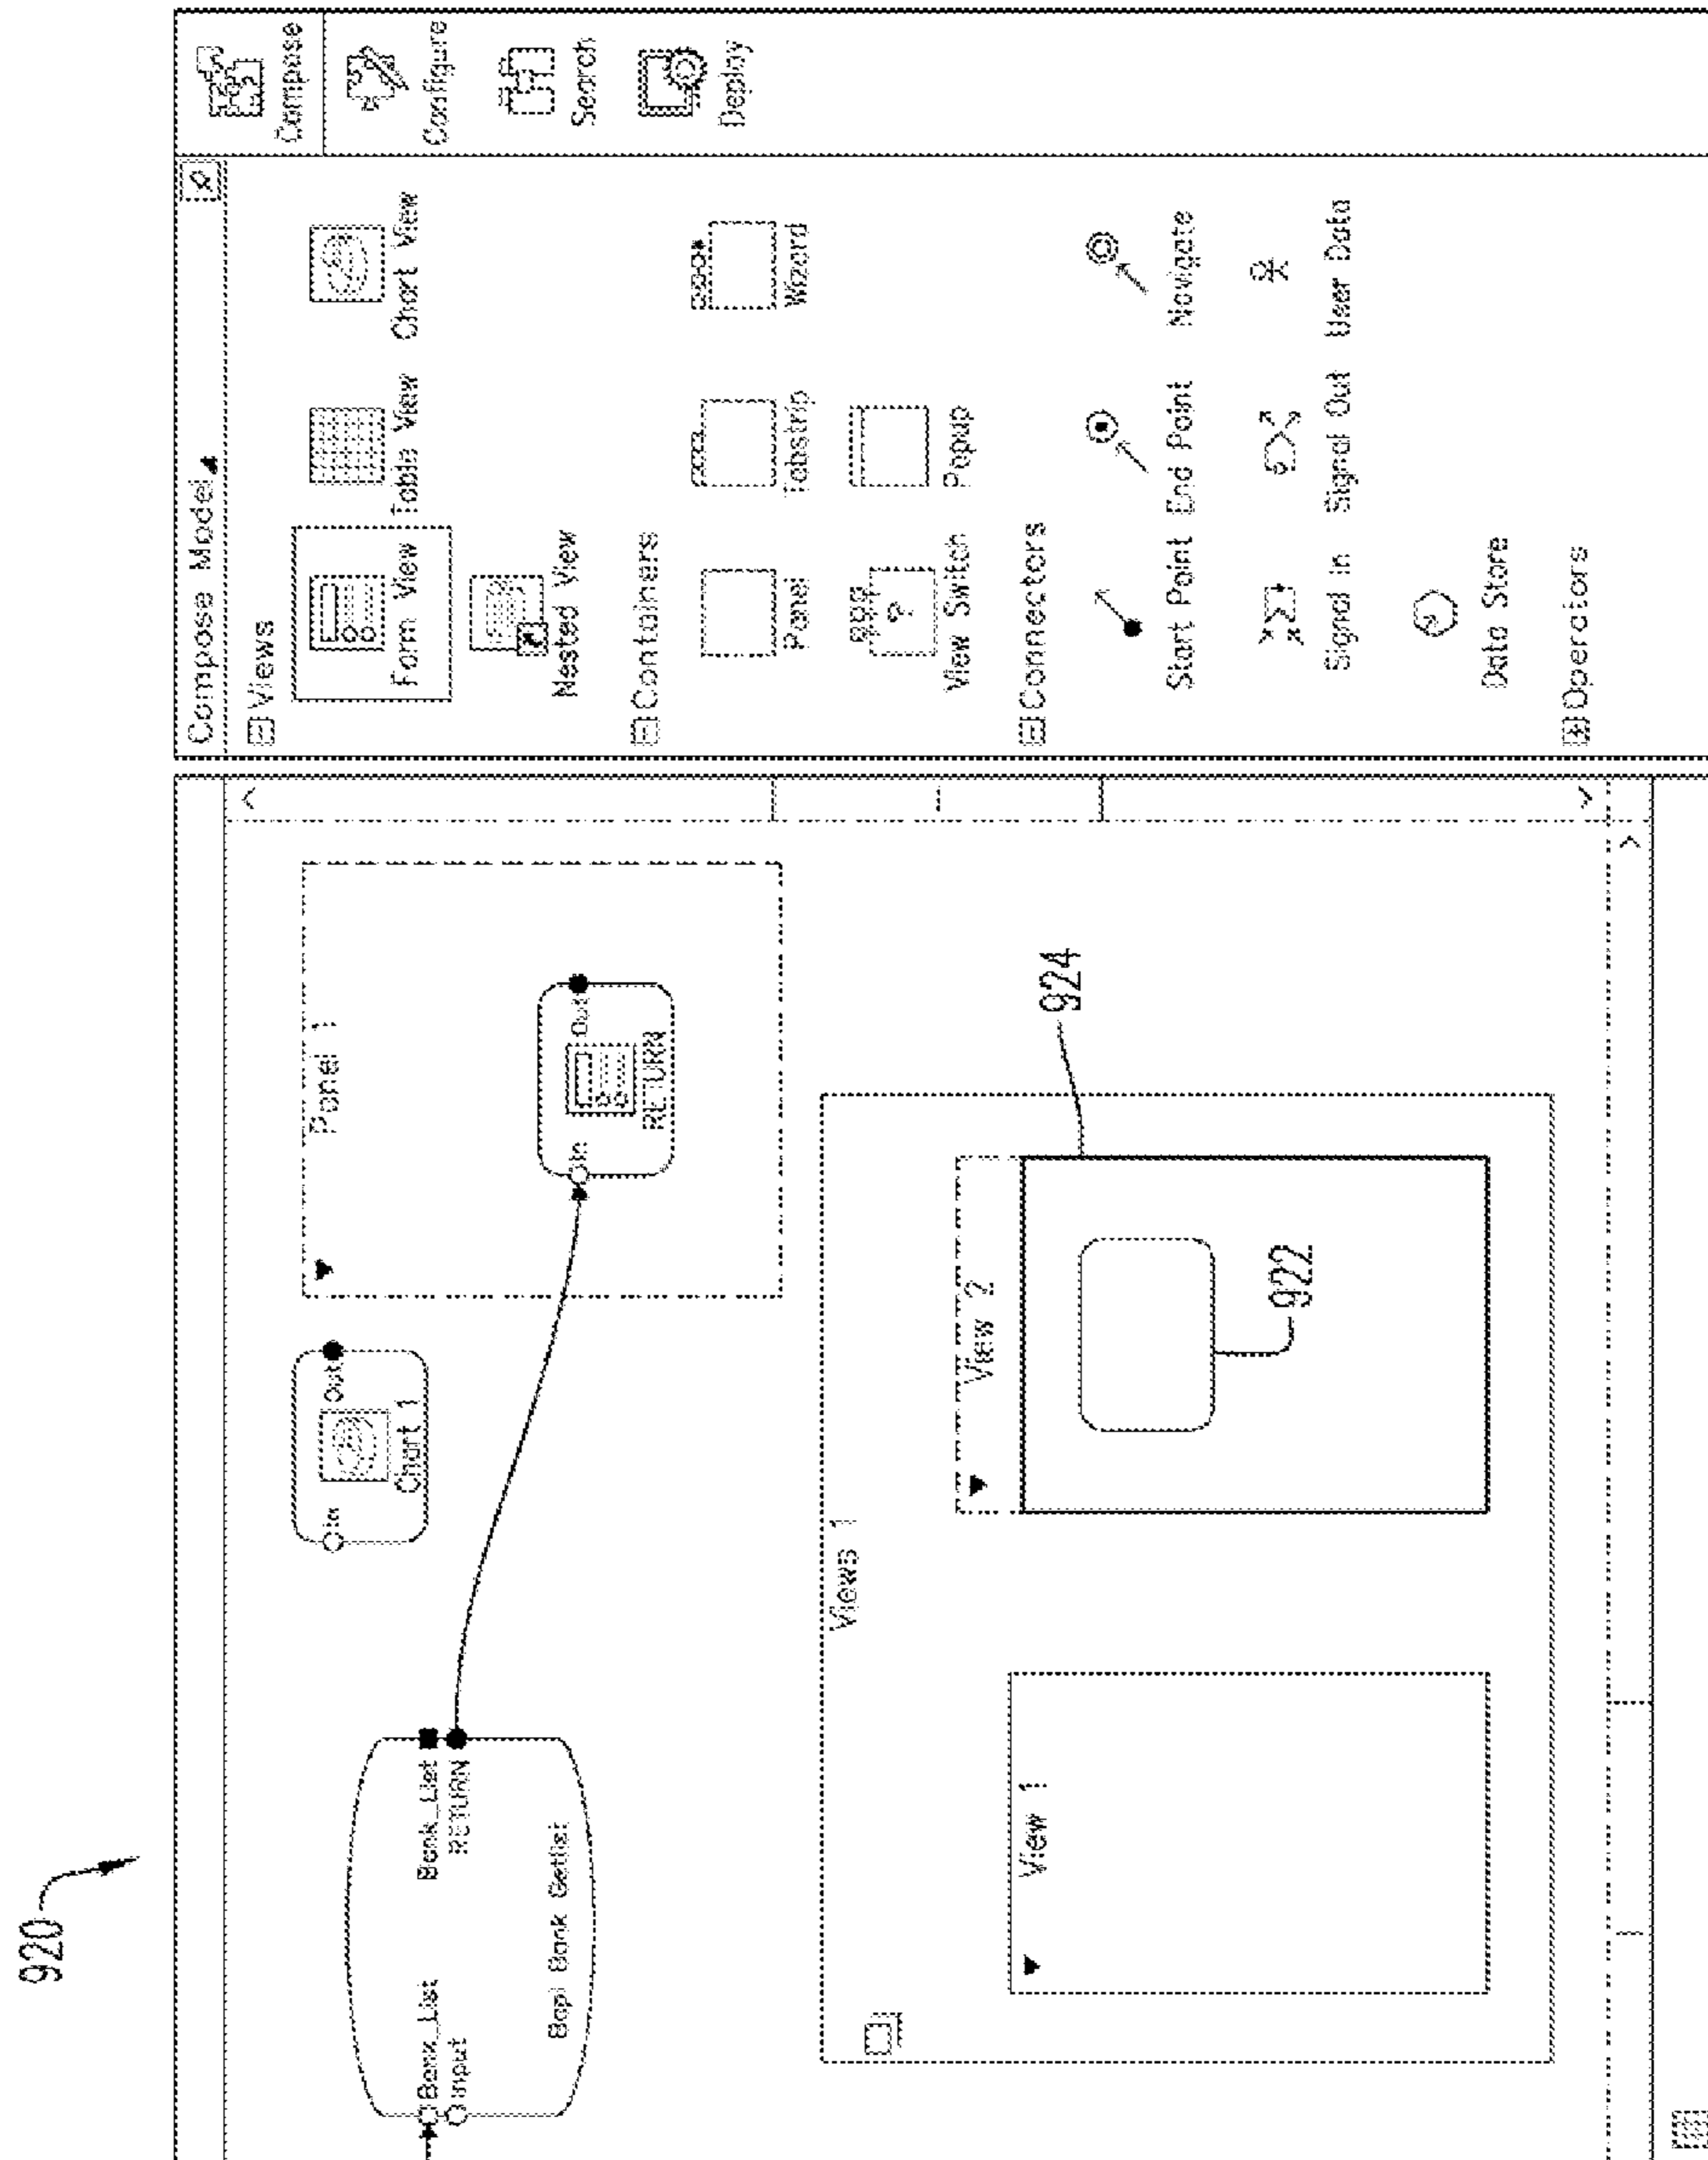 920
Bank_List
Input
Bank_List
RETURN
Bapi Bank Getlist
In
Out
Chart 1
Panel 1
In
Out
RETURN
Views 1
View 1
View 2
922
924
Compose Model
Views
Form View
Table View
Chart View
Nested View
Containers
Panel
Tabstrip
Wizard
View Switch
?
Popup
Connectors
Start Point
End Point
Navigate
Signal In
Signal Out
User Data
Data Store
Operators
Compose
Configure
Search
Deploy